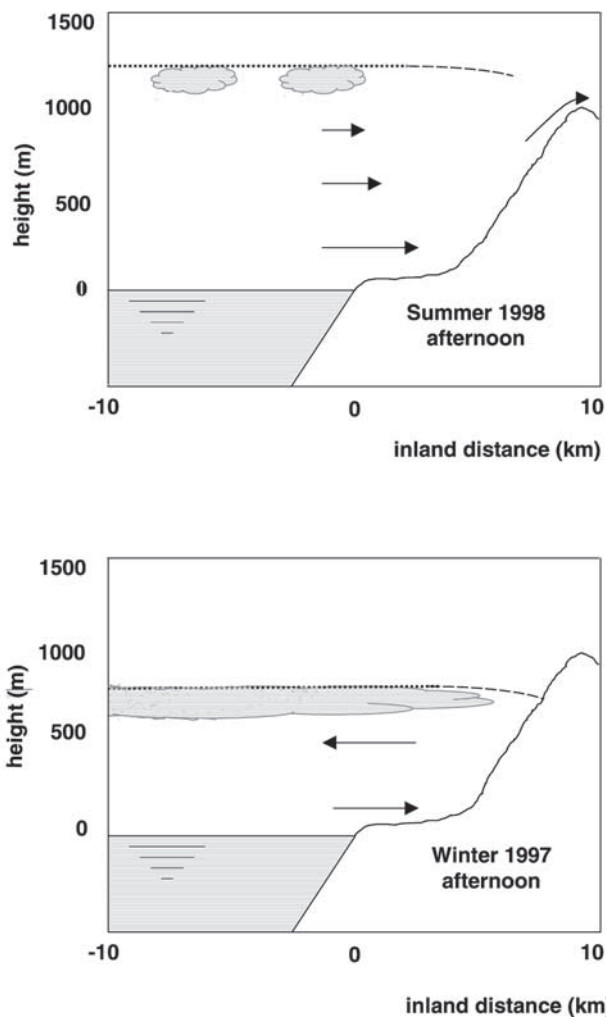 1500
1000
500
0
height (m)
Summer 1998
afternoon
-10
0
10
inland distance (km)
1500
1000
500
0
height (m)
Winter 1997
afternoon
-10
0
10
inland distance (km